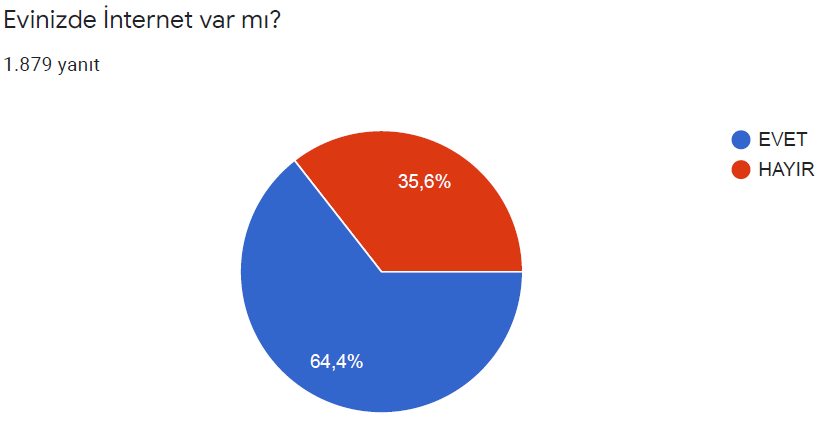 Evinizde İnternet var mı?
1.879 yanıt
EVET
HAYIR
35,6%
64,4%